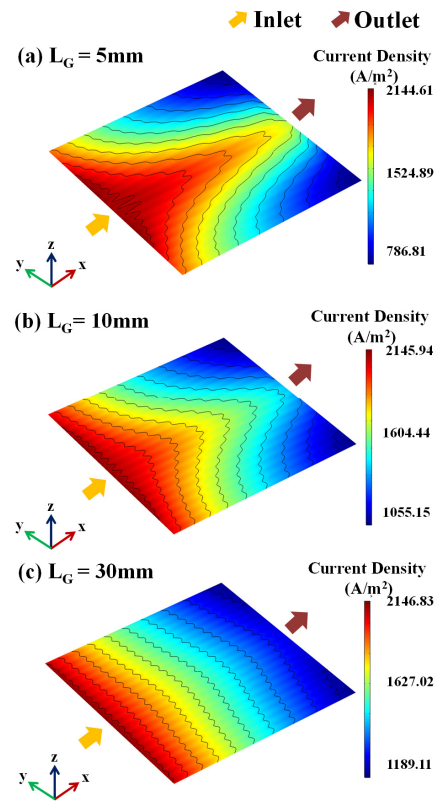 Inlet Outlet
(a) L_G = 5mm
Current Density
(A/m²)
2144.61
1524.89
786.81
z
y x
(b) L_G = 10mm
Current Density
(A/m²)
2145.94
1604.44
1055.15
z
y x
(c) L_G = 30mm
Current Density
(A/m²)
2146.83
1627.02
1189.11
z
y x